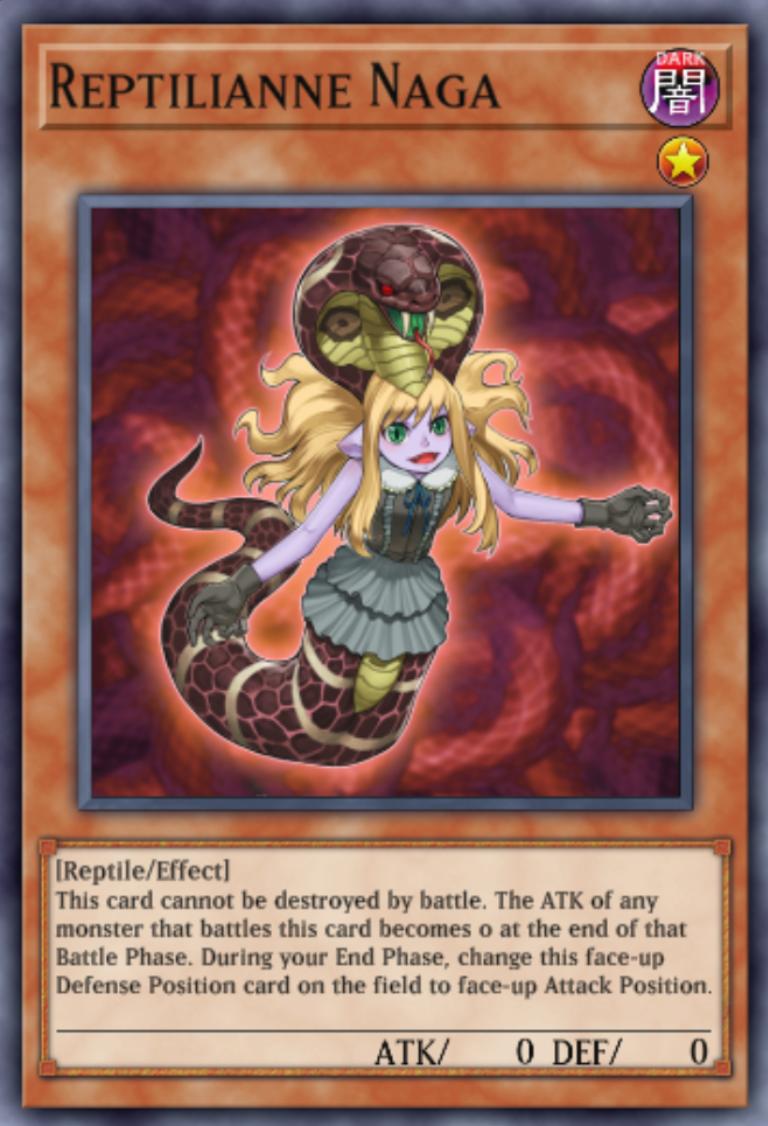 Reptilianne Naga
DARK
闇
[Reptile/Effect]
This card cannot be destroyed by battle. The ATK of any
monster that battles this card becomes 0 at the end of that
Battle Phase. During your End Phase, change this face-up
Defense Position card on the field to face-up Attack Position.
ATK/ 0 DEF/ 0